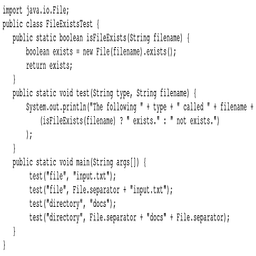 import java.io.File;
public class FileExistsTest {
public static boolean isFileExists(String filename) {
boolean exists = new File(filename).exists();
return exists;
}
public static void test(String type, String filename) {
System.out.println("The following " + type + " called " + filename +
(isFileExists(filename) ? " exists." : " not exists.")
);
}
public static void main(String args[]) {
test("file", "input.txt");
test("file", File.separator + "input.txt");
test("directory", "docs");
test("directory", File.separator + "docs" + File.separator);
}
}